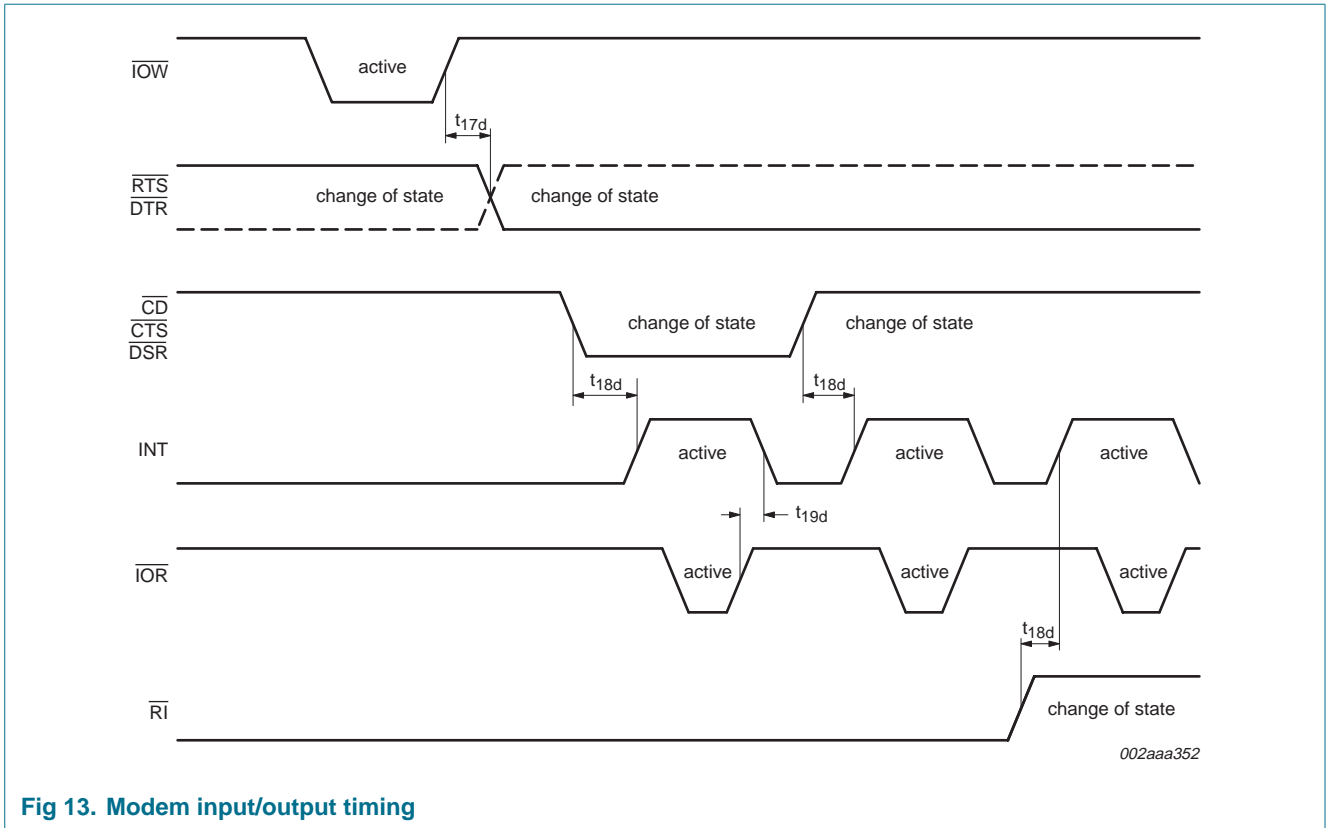 IOW
active
t17d
RTS
DTR
change of state
change of state
CD
CTS
DSR
change of state
change of state
t18d
t18d
INT
active
active
active
t19d
IOR
active
active
active
t18d
RI
change of state
002aaa352
Fig 13. Modem input/output timing